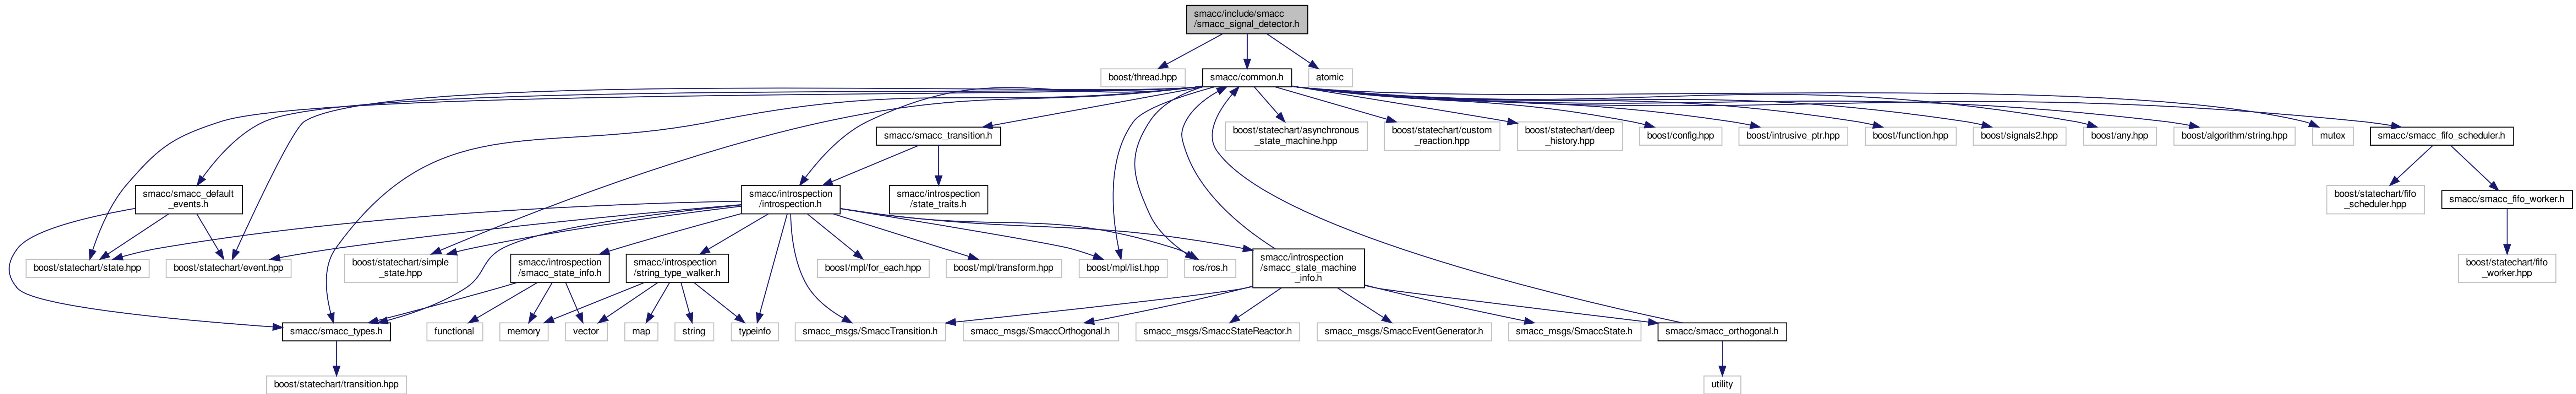 smacc/include/smacc
/smacc_signal_detector.h
boost/thread.hpp
smacc/common.h
atomic
smacc/smacc_transition.h
boost/statechart/asynchronous
_state_machine.hpp
boost/statechart/custom
_reaction.hpp
boost/statechart/deep
_history.hpp
boost/config.hpp
boost/intrusive_ptr.hpp
boost/function.hpp
boost/signals2.hpp
boost/any.hpp
boost/algorithm/string.hpp
mutex
smacc/smacc_fifo_scheduler.h
smacc/smacc_default
_events.h
smacc/introspection
/introspection.h
smacc/introspection
/state_traits.h
boost/statechart/fifo
_scheduler.hpp
smacc/smacc_fifo_worker.h
boost/statechart/state.hpp
boost/statechart/event.hpp
boost/statechart/simple
_state.hpp
smacc/introspection
/smacc_state_info.h
smacc/introspection
/string_type_walker.h
boost/mpl/for_each.hpp
boost/mpl/transform.hpp
boost/mpl/list.hpp
ros/ros.h
smacc/introspection
/smacc_state_machine
_info.h
boost/statechart/fifo
_worker.hpp
smacc/smacc_types.h
functional
memory
vector
map
string
typeinfo
smacc_msgs/SmaccTransition.h
smacc_msgs/SmaccOrthogonal.h
smacc_msgs/SmaccStateReactor.h
smacc_msgs/SmaccEventGenerator.h
smacc_msgs/SmaccState.h
smacc/smacc_orthogonal.h
boost/statechart/transition.hpp
utility